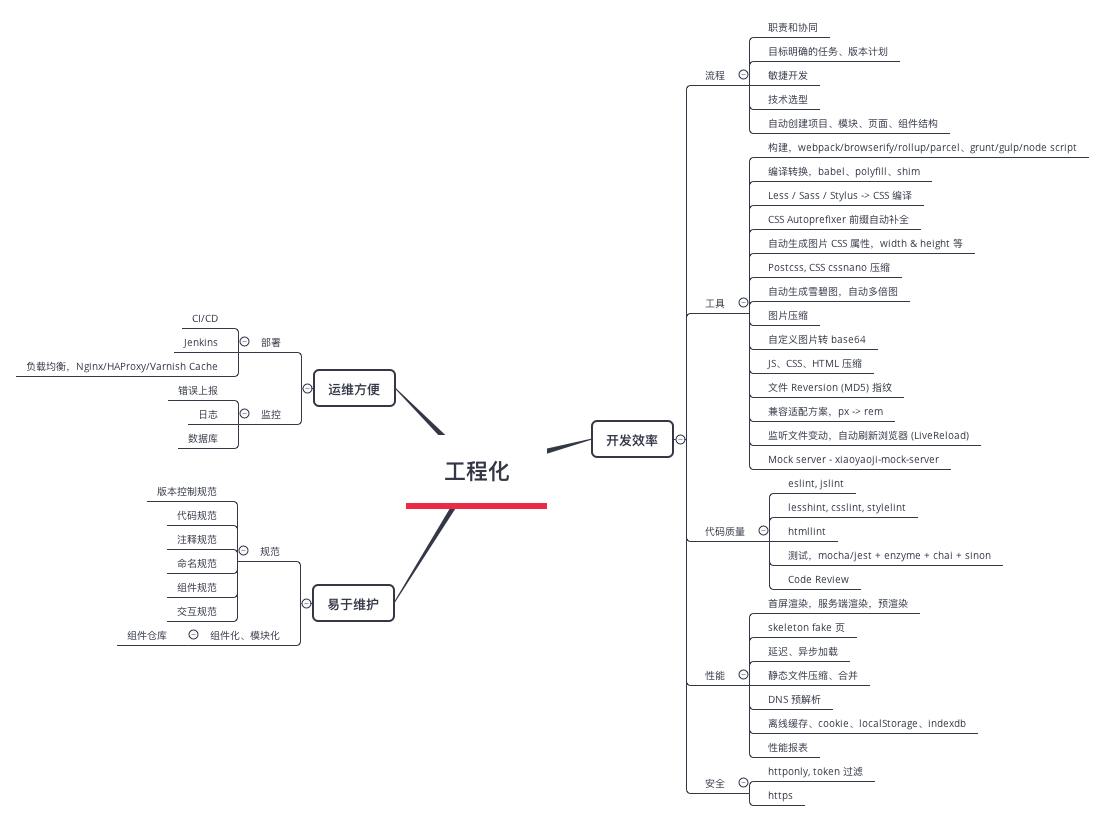 工程化
开发效率
流程
职责和协同
目标明确的任务、版本计划
敏捷开发
技术选型
自动创建项目、模块、页面、组件结构
工具
构建，webpack/browserify/rollup/parcel、grunt/gulp/node script
编译转换，babel、polyfill、shim
Less / Sass / Stylus -> CSS 编译
CSS Autoprefixer 前缀自动补全
自动生成图片 CSS 属性，width & height 等
Postcss, CSS cssnano 压缩
自动生成雪碧图，自动多倍图
图片压缩
自定义图片转 base64
JS、CSS、HTML 压缩
文件 Reversion (MD5) 指纹
兼容适配方案，px -> rem
监听文件变动，自动刷新浏览器 (LiveReload)
Mock server - xiaoyaoji-mock-server
代码质量
eslint, jslint
lesshint, csslint, stylelint
htmllint
测试，mocha/jest + enzyme + chai + sinon
Code Review
性能
首屏渲染，服务端渲染，预渲染
skeleton fake 页
延迟、异步加载
静态文件压缩、合并
DNS 预解析
离线缓存、cookie、localStorage、indexdb
性能报表
安全
httponly, token 过滤
https
运维方便
部署
CI/CD
Jenkins
负载均衡，Nginx/HAProxy/Varnish Cache
监控
错误上报
日志
数据库
易于维护
规范
版本控制规范
代码规范
注释规范
命名规范
组件规范
交互规范
组件化、模块化
组件仓库